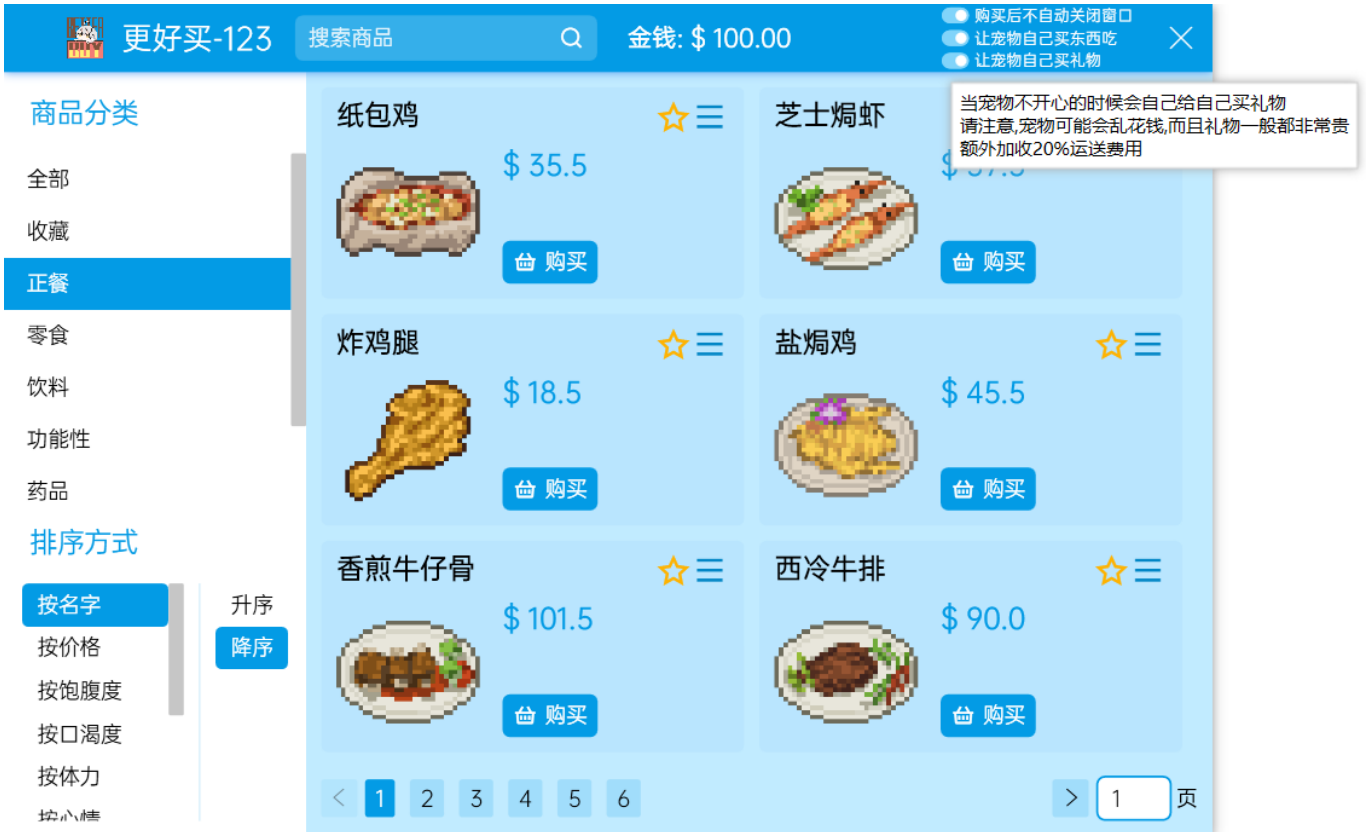 更好买-123
搜索商品
金钱: $ 100.00
购买后不自动关闭窗口
让宠物自己买东西吃
让宠物自己买礼物
当宠物不开心的时候会自己给自己买礼物
请注意,宠物可能会乱花钱,而且礼物一般都非常贵
额外加收20%运送费用
商品分类
全部
收藏
正餐
零食
饮料
功能性
药品
排序方式
按名字
按价格
按饱腹度
按口渴度
按体力
按心情
升序
降序
纸包鸡
$ 35.5
购买
芝士焗虾
购买
炸鸡腿
$ 18.5
购买
盐焗鸡
$ 45.5
购买
香煎牛仔骨
$ 101.5
购买
西冷牛排
$ 90.0
购买
1 2 3 4 5 6
1 页